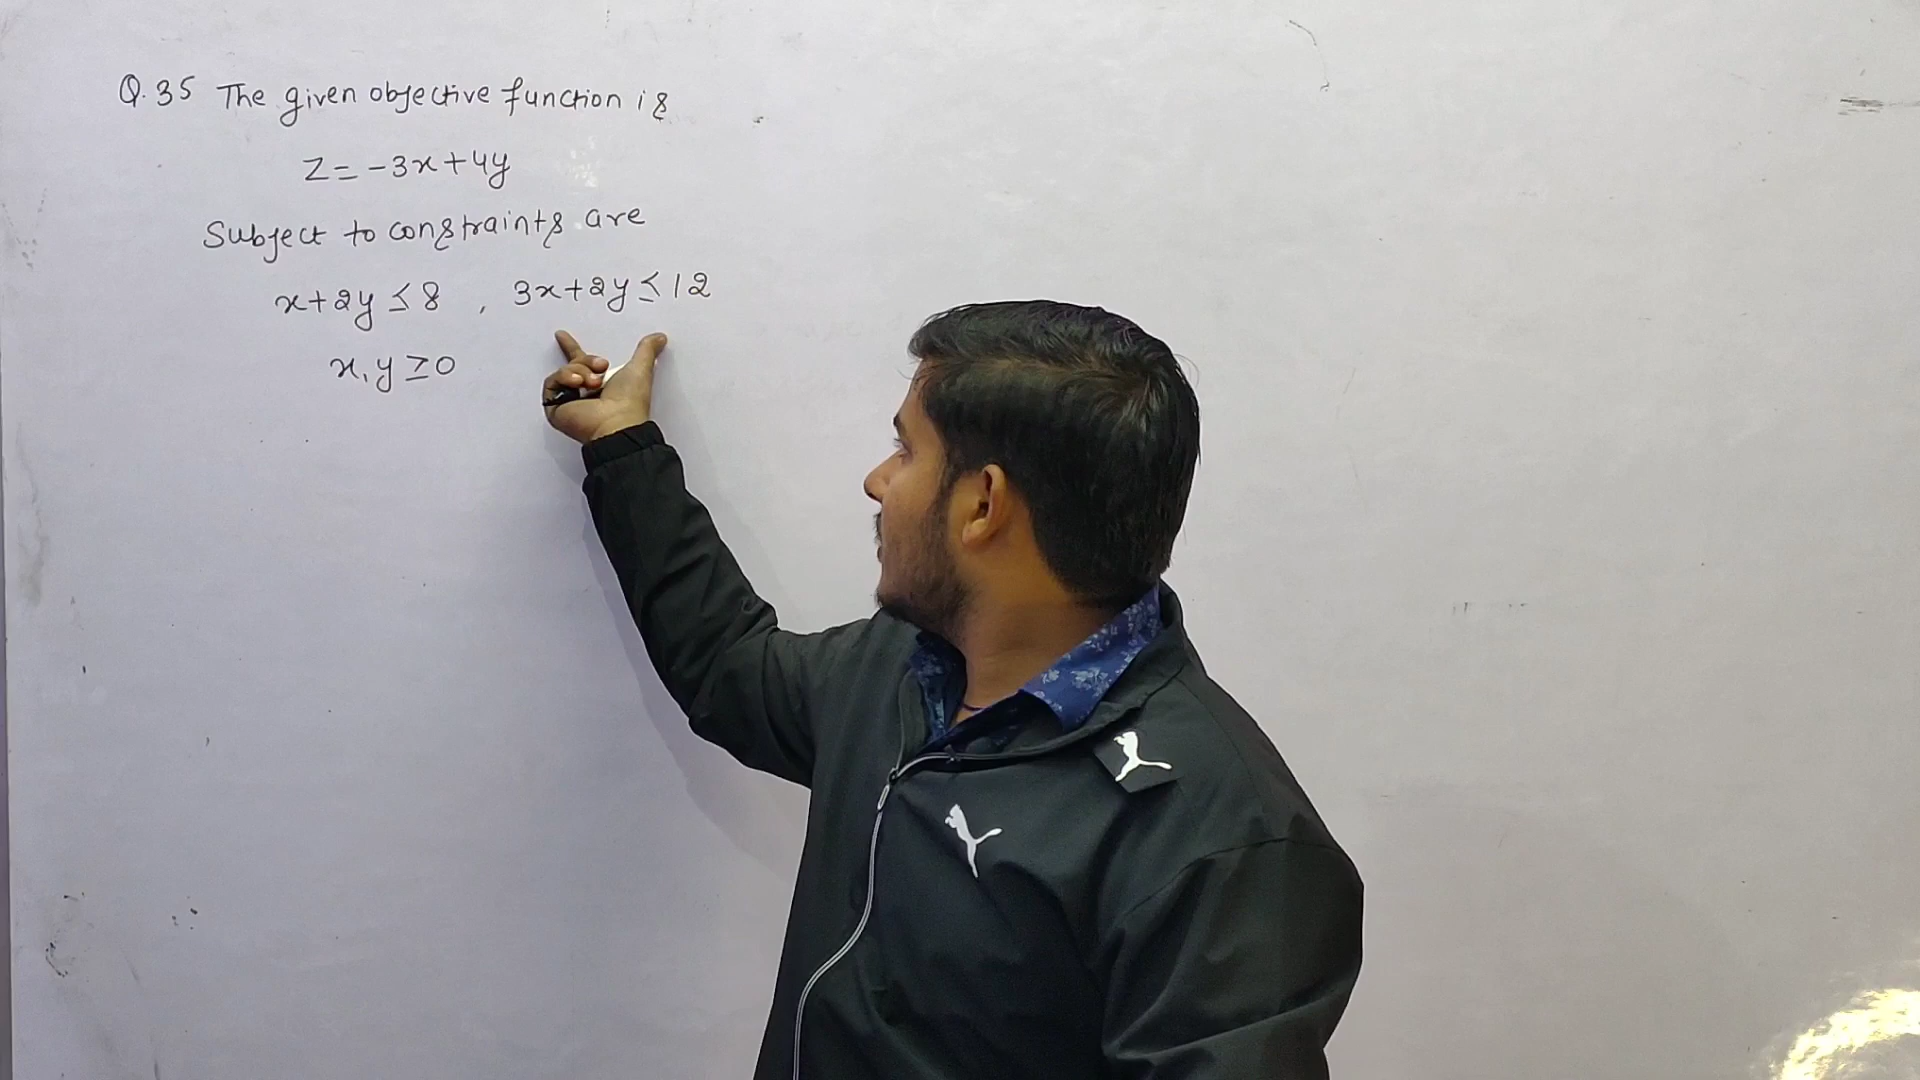 Q.35 The given objective function is
Z = -3x+4y
Subject to constraints are
x+2y ≤ 8 , 3x+2y ≤ 12
x, y ≥ 0